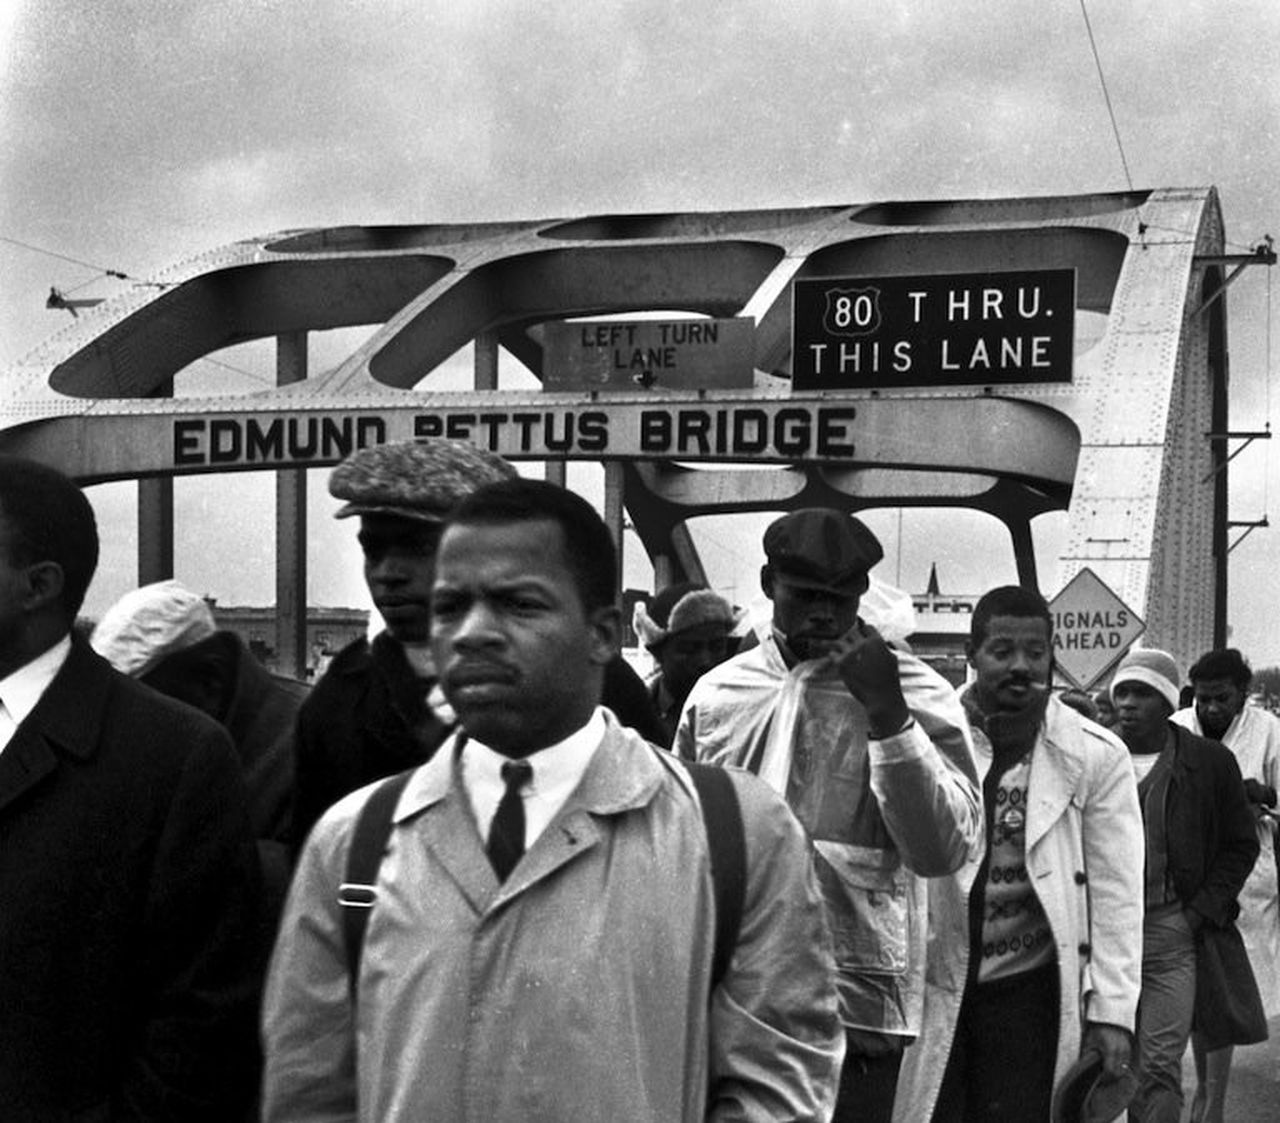 80 THRU.
THIS LANE
LEFT TURN
LANE
EDMUND PETTUS BRIDGE
SIGNALS
AHEAD